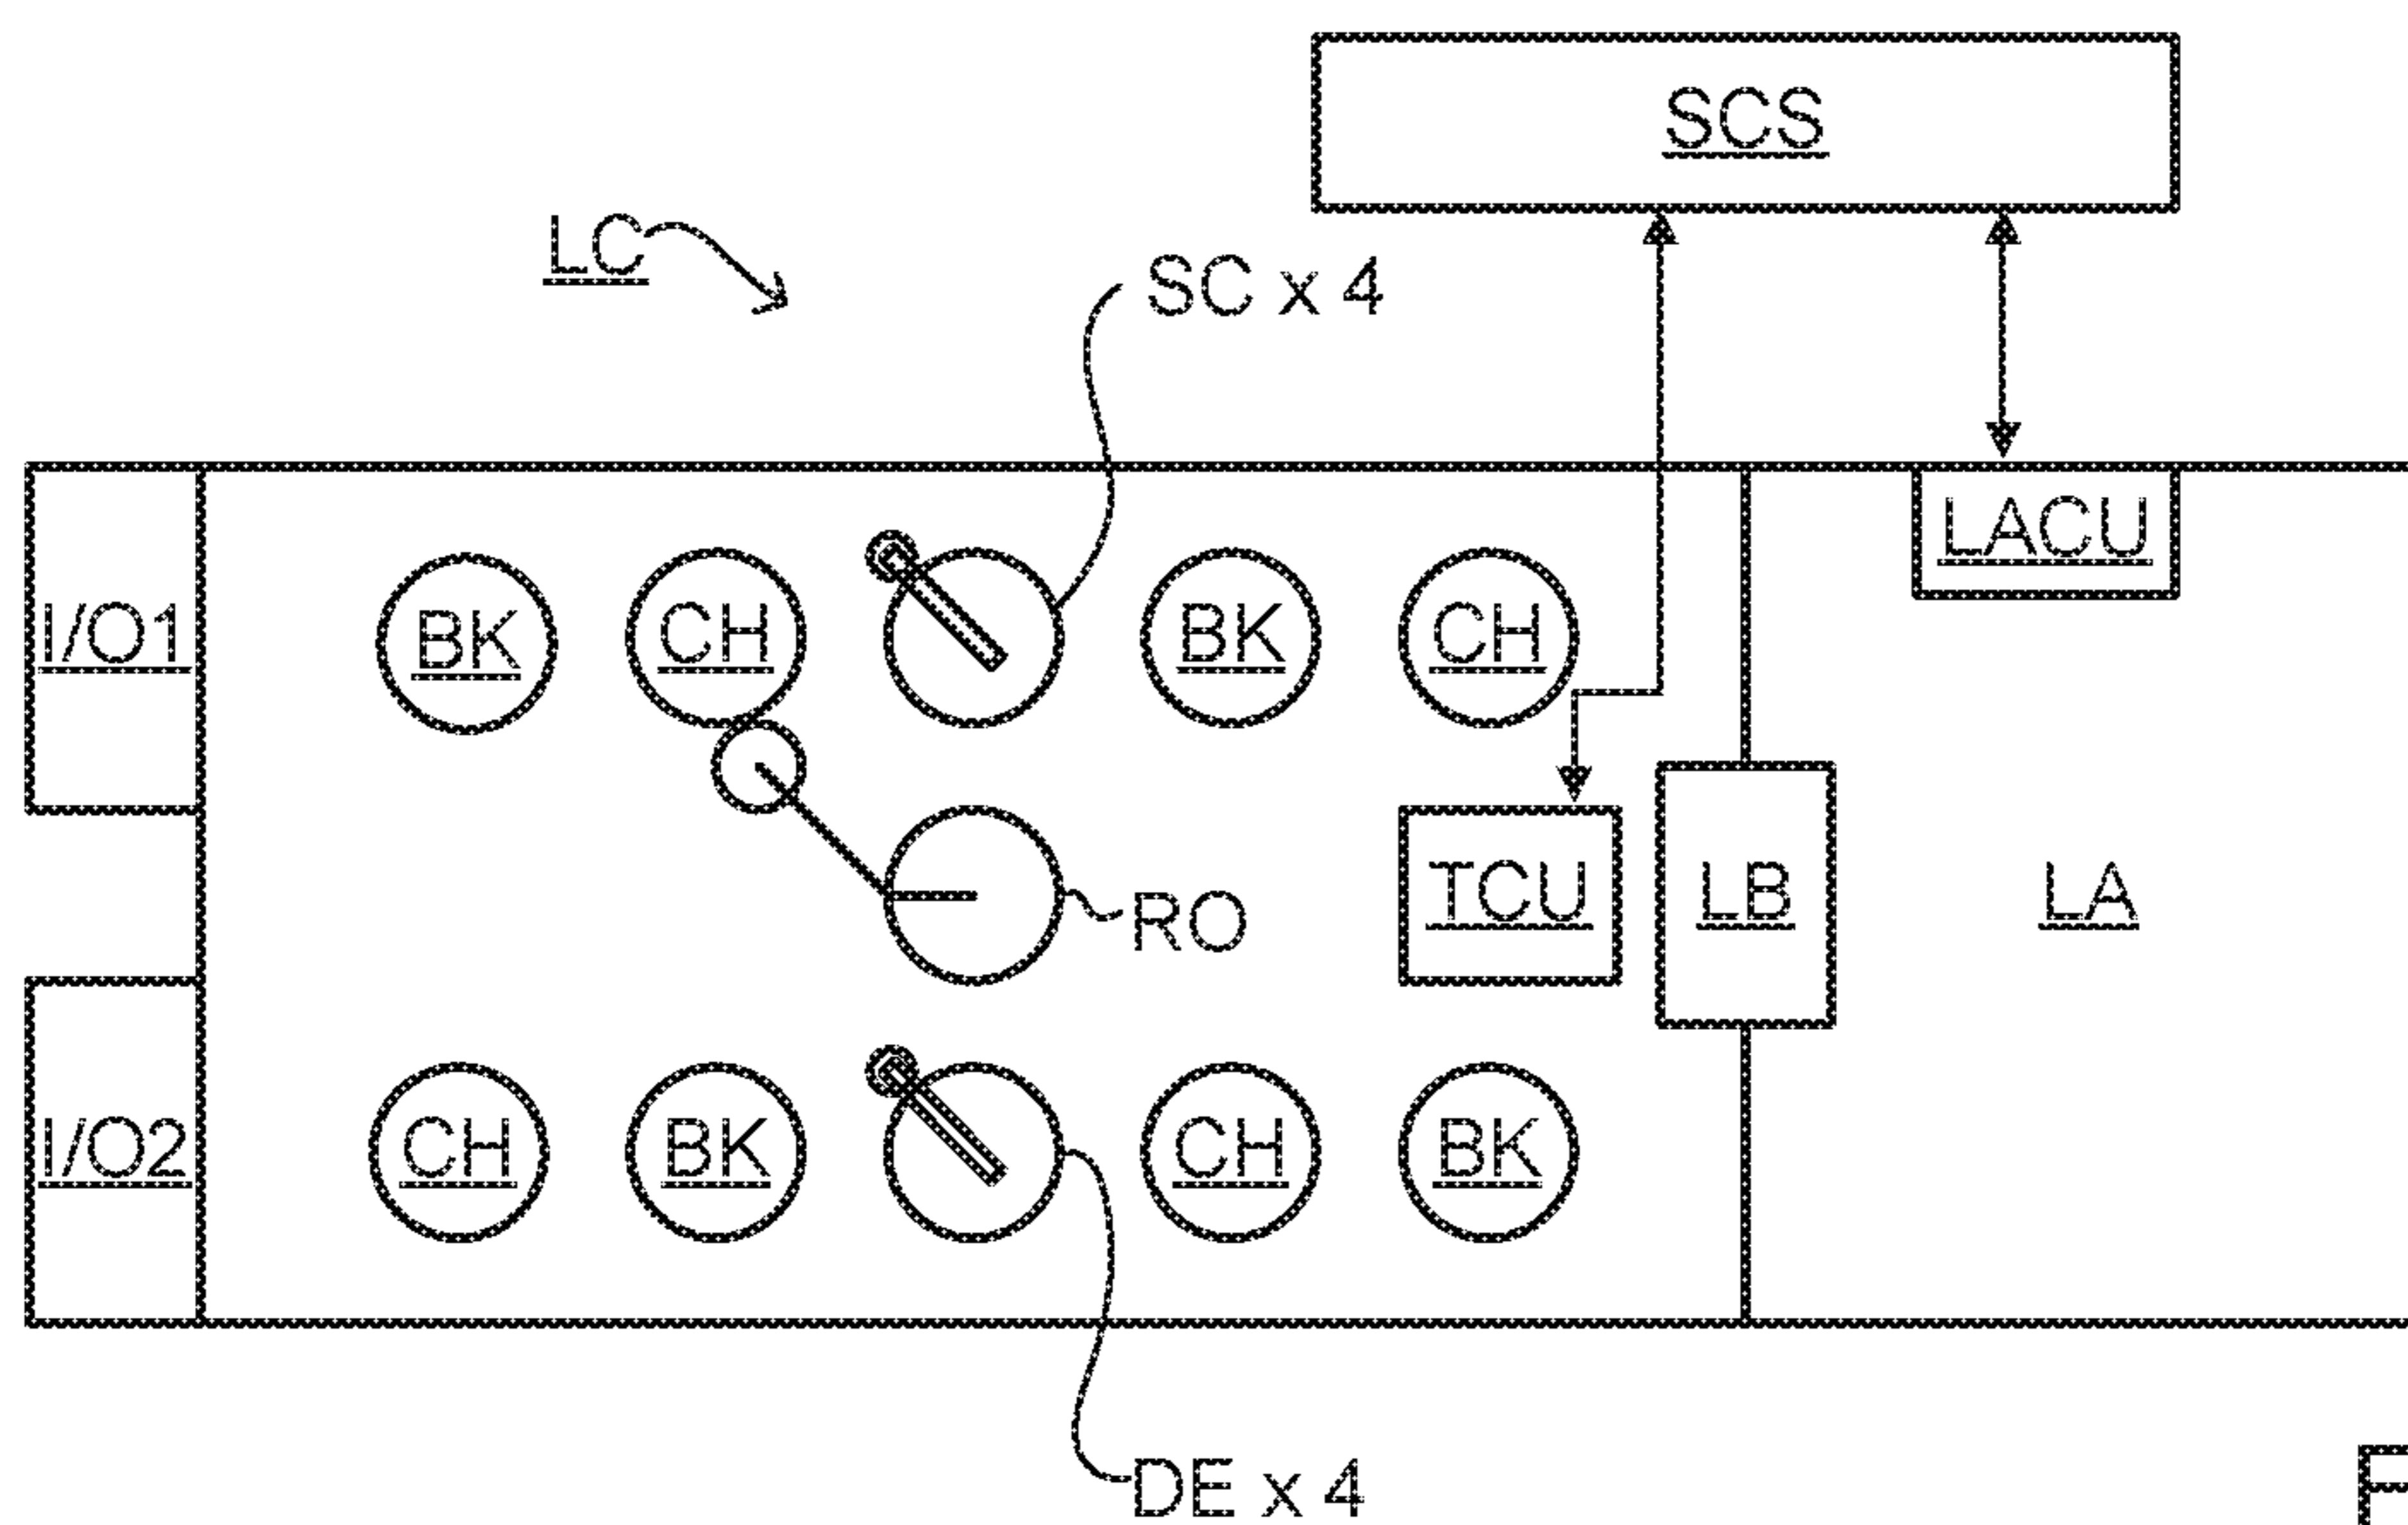 SCS
LC
SC x 4
LACU
I/O1
BK
CH
BK
CH
TCU
LB
LA
RO
I/O2
CH
BK
CH
BK
DE x 4
F